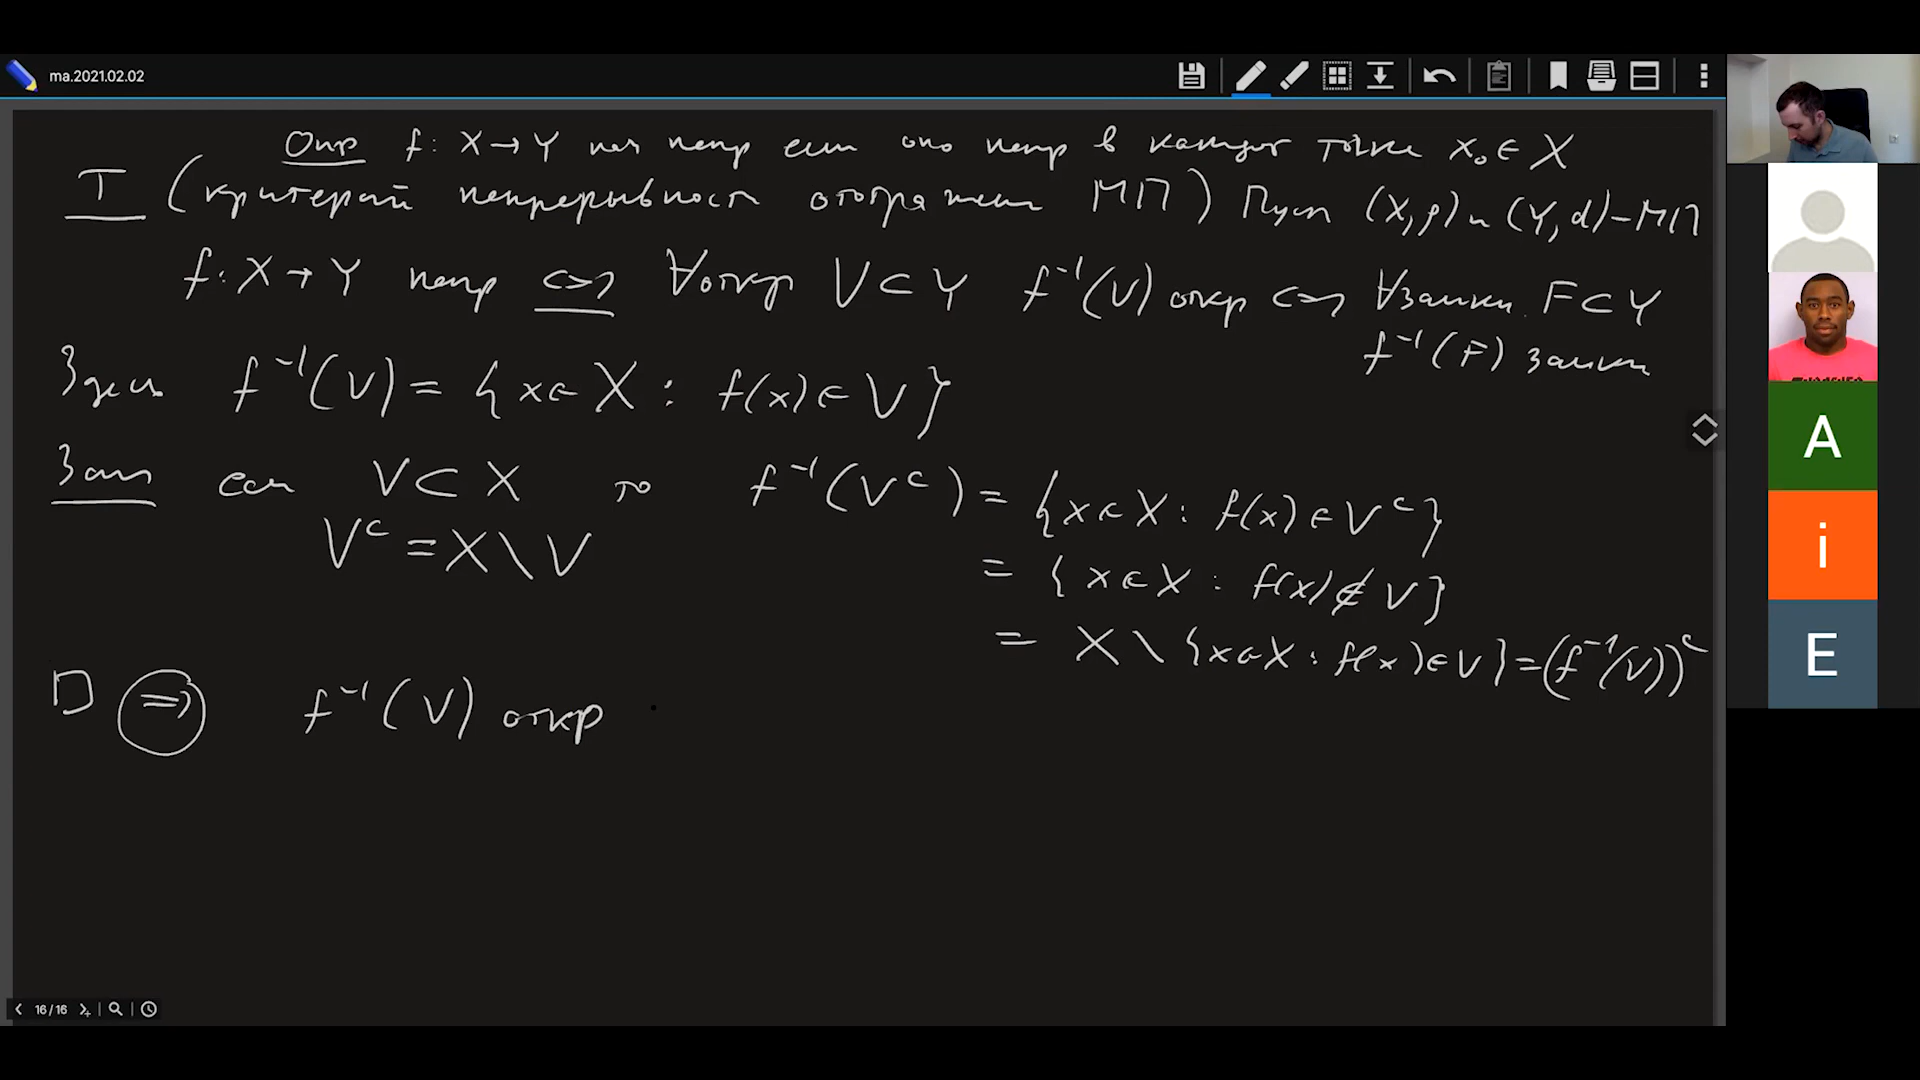 ma.2021.02.02
Опр f: X → Y наз непр если оно непр в каждой точке x₀ ∈ X
T (критерий непрерывности отображен МП) Пусть (X, ρ) и (Y, d) – МП
f: X → Y непр <=> ∀ откр V ⊂ Y f⁻¹(V) откр <=> ∀ замкн. F ⊂ Y
f⁻¹(F) замкн
Здесь f⁻¹(V) = {x ∈ X : f(x) ∈ V}
Зам если V ⊂ X то f⁻¹(Vᶜ) = {x ∈ X : f(x) ∈ Vᶜ}
Vᶜ = X \ V
= {x ∈ X : f(x) ∉ V}
= X \ {x ∈ X : f(x) ∈ V} = (f⁻¹(V))ᶜ
D => f⁻¹(V) откр
16/16
A
i
E